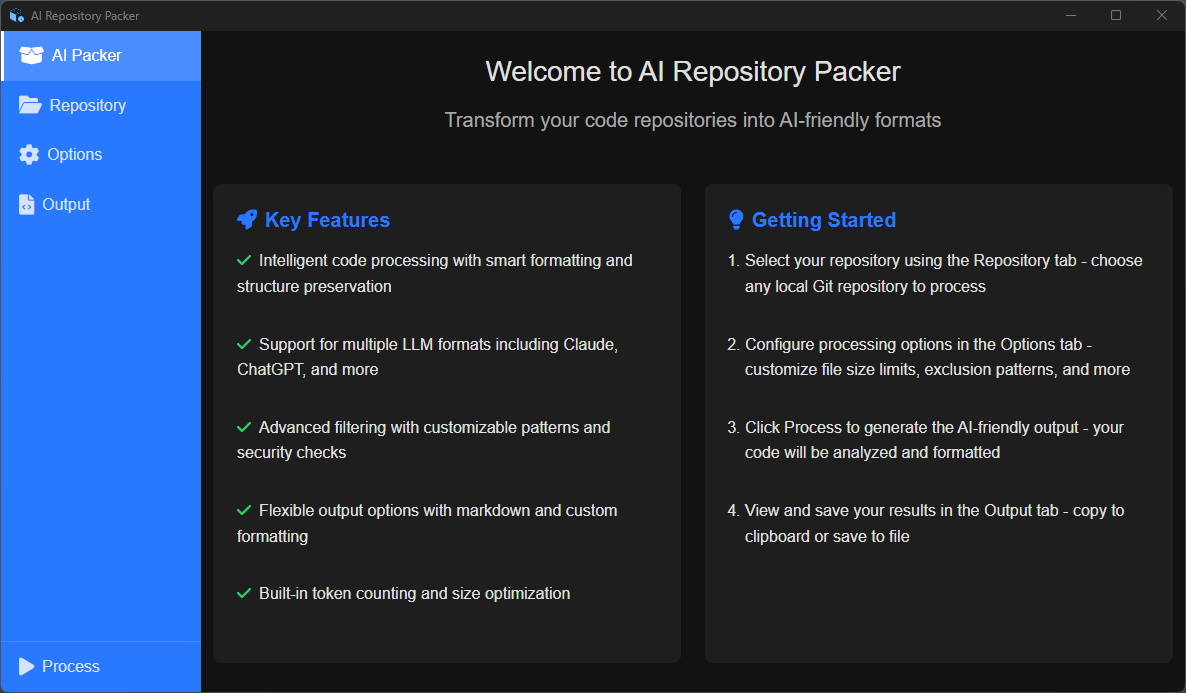 AI Repository Packer
AI Packer
Repository
Options
Output
Process
Welcome to AI Repository Packer
Transform your code repositories into AI-friendly formats
Key Features
Intelligent code processing with smart formatting and
structure preservation
Support for multiple LLM formats including Claude,
ChatGPT, and more
Advanced filtering with customizable patterns and
security checks
Flexible output options with markdown and custom
formatting
Built-in token counting and size optimization
Getting Started
1. Select your repository using the Repository tab - choose
any local Git repository to process
2. Configure processing options in the Options tab -
customize file size limits, exclusion patterns, and more
3. Click Process to generate the AI-friendly output - your
code will be analyzed and formatted
4. View and save your results in the Output tab - copy to
clipboard or save to file